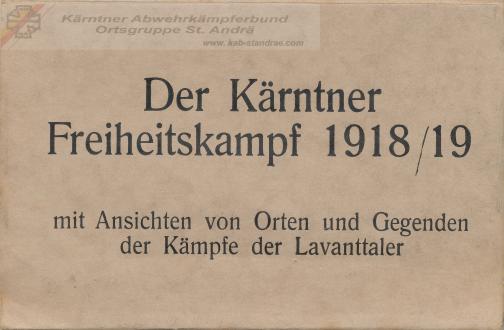 Kärntner Abwehrkämpferbund
Ortsgruppe St. Andrä
www.kab-standrae.com
Der Kärntner
Freiheitskampf 1918/19
mit Ansichten von Orten und Gegenden
der Kämpfe der Lavanttaler